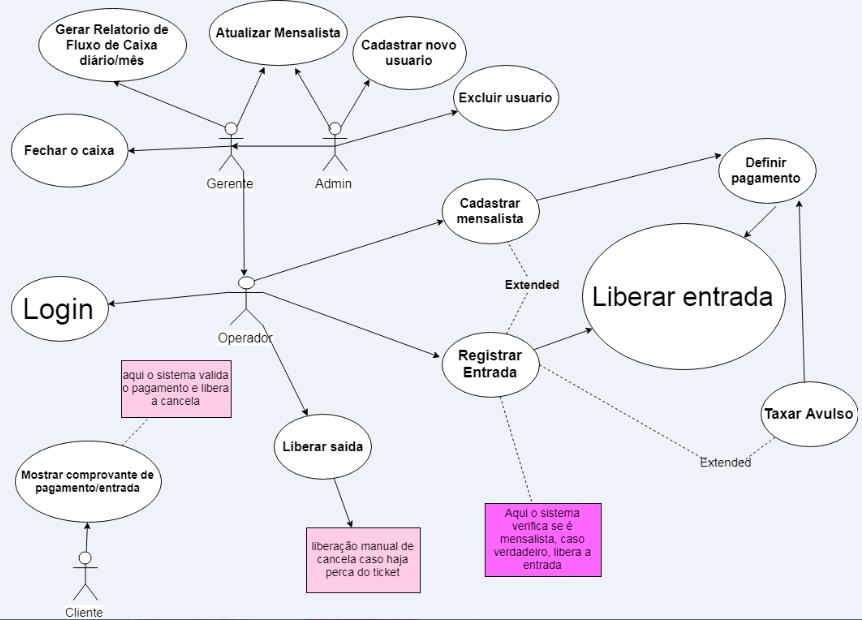 Gerar Relatorio de
Fluxo de Caixa
diário/mês
Atualizar Mensalista
Cadastrar novo
usuario
Excluir usuario
Fechar o caixa
Gerente
Admin
Definir
pagamento
Cadastrar
mensalista
Extended
Liberar entrada
Login
Operador
Registrar
Entrada
aqui o sistema valida
o pagamento e libera
a cancela
Taxar Avulso
Liberar saída
Extended
Mostrar comprovante de
pagamento/entrada
Aqui o sistema
verifica se é
mensalista, caso
verdadeiro, libera a
entrada
liberação manual de
cancela caso haja
perca do ticket
Cliente